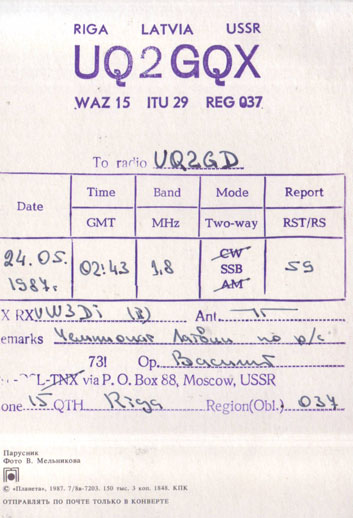 RIGA LATVIA USSR
UQ2GQX
WAZ 15 ITU 29 REG 037
To radio UQ2GD
Date Time Band Mode Report
GMT MHz Two-way RST/RS
24.05.1987г. 02:43 1.8 CW SSB AM 59
X RX UW3Di Ant.
emarks Чемпионат Латвии по р/с
73! Op. Василий
L-TNX via P. O. Box 88, Moscow, USSR
one 15 QTH Riga Region(Obl.) 037
Парусник
Фото В. Мельникова
© «Планета», 1987. 7/8в-7203. 150 тыс. 3 коп. 1848. КПК
ОТПРАВЛЯТЬ ПО ПОЧТЕ ТОЛЬКО В КОНВЕРТЕ